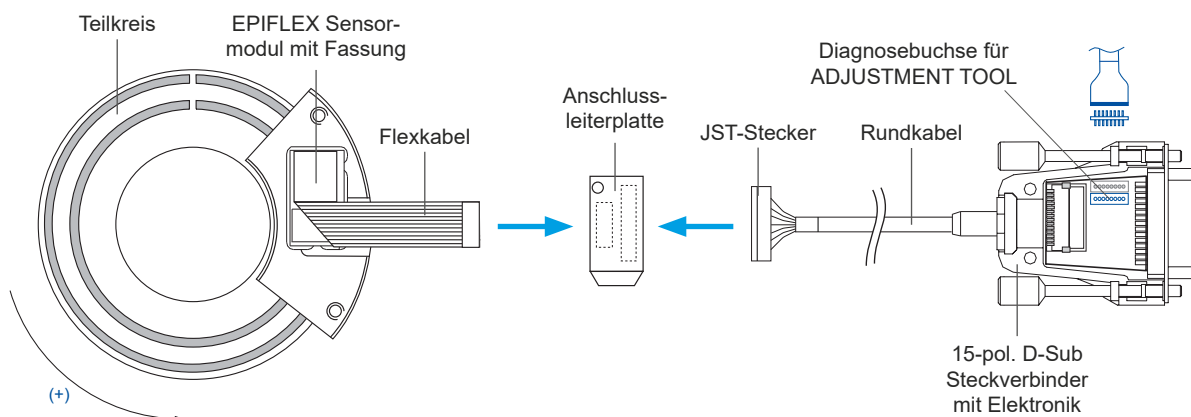 Teilkreis
EPIFLEX Sensor-
modul mit Fassung
Flexkabel
Anschluss-
leiterplatte
JST-Stecker
Rundkabel
Diagnosebuchse für
ADJUSTMENT TOOL
15-pol. D-Sub
Steckverbinder
mit Elektronik
(+)